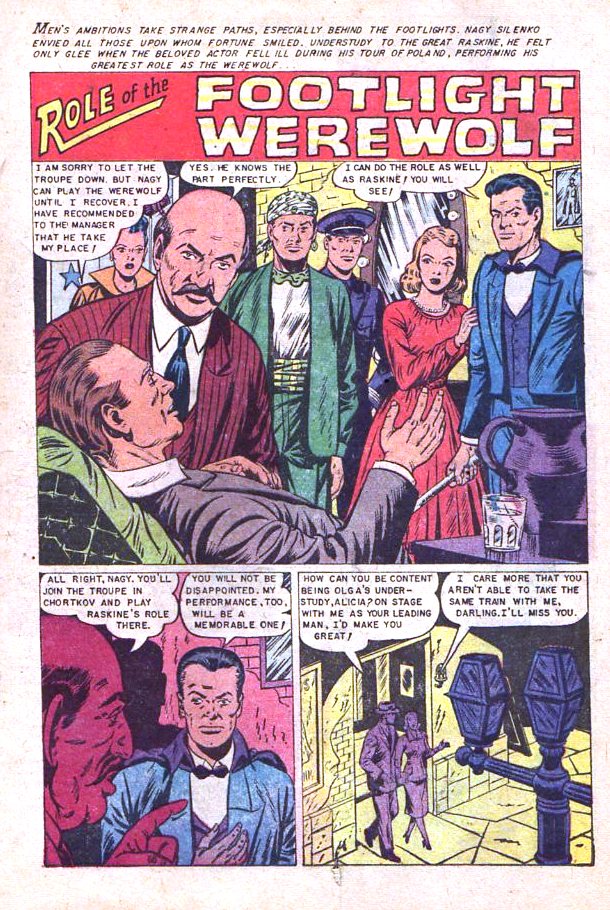 MEN'S AMBITIONS TAKE STRANGE PATHS, ESPECIALLY BEHIND THE FOOTLIGHTS. NAGY SILENKO
ENVIED ALL THOSE UPON WHOM FORTUNE SMILED. UNDERSTUDY TO THE GREAT RASKINE, HE FELT
ONLY GLEE WHEN THE BELOVED ACTOR FELL ILL DURING HIS TOUR OF POLAND, PERFORMING HIS
GREATEST ROLE AS THE WEREWOLF...
ROLE of the
FOOTLIGHT
WEREWOLF
I AM SORRY TO LET THE
TROUPE DOWN. BUT NAGY
CAN PLAY THE WEREWOLF
UNTIL I RECOVER. I
HAVE RECOMMENDED
TO THE MANAGER
THAT HE TAKE
MY PLACE!
YES. HE KNOWS THE
PART PERFECTLY.
I CAN DO THE ROLE AS WELL
AS RASKINE! YOU WILL
SEE!
ALL RIGHT, NAGY. YOU'LL
JOIN THE TROUPE IN
CHORTKOV AND PLAY
RASKINE'S ROLE
THERE.
YOU WILL NOT BE
DISAPPOINTED. MY
PERFORMANCE, TOO,
WILL BE A
MEMORABLE ONE!
HOW CAN YOU BE CONTENT
BEING OLGA'S UNDER-
STUDY, ALICIA? ON STAGE
WITH ME AS YOUR LEADING
MAN, I'D MAKE YOU
GREAT!
I CARE MORE THAT YOU
AREN'T ABLE TO TAKE THE
SAME TRAIN WITH ME,
DARLING. I'LL MISS YOU.